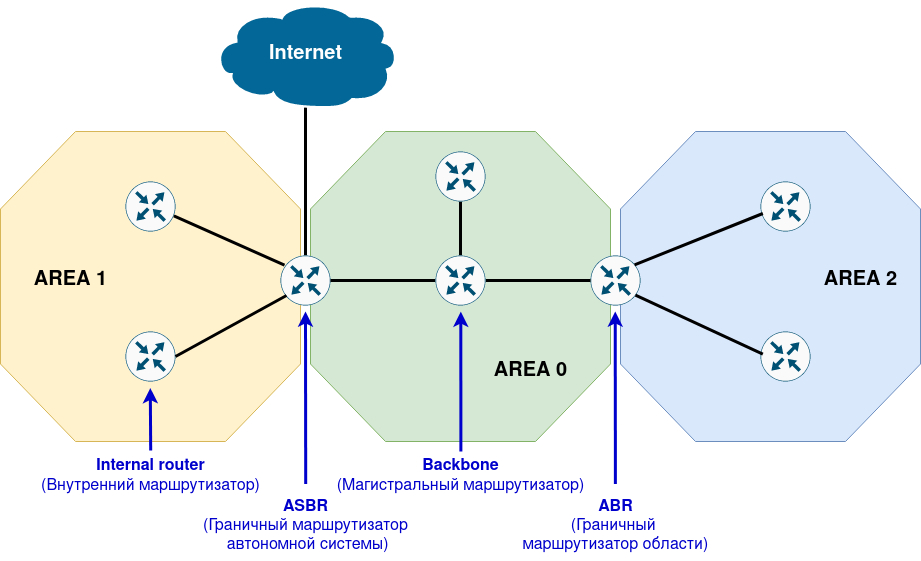 Internet
AREA 1
AREA 2
AREA 0
Internal router
(Внутренний маршрутизатор)
Backbone
(Магистральный маршрутизатор)
ASBR
(Граничный маршрутизатор
автономной системы)
ABR
(Граничный
маршрутизатор области)